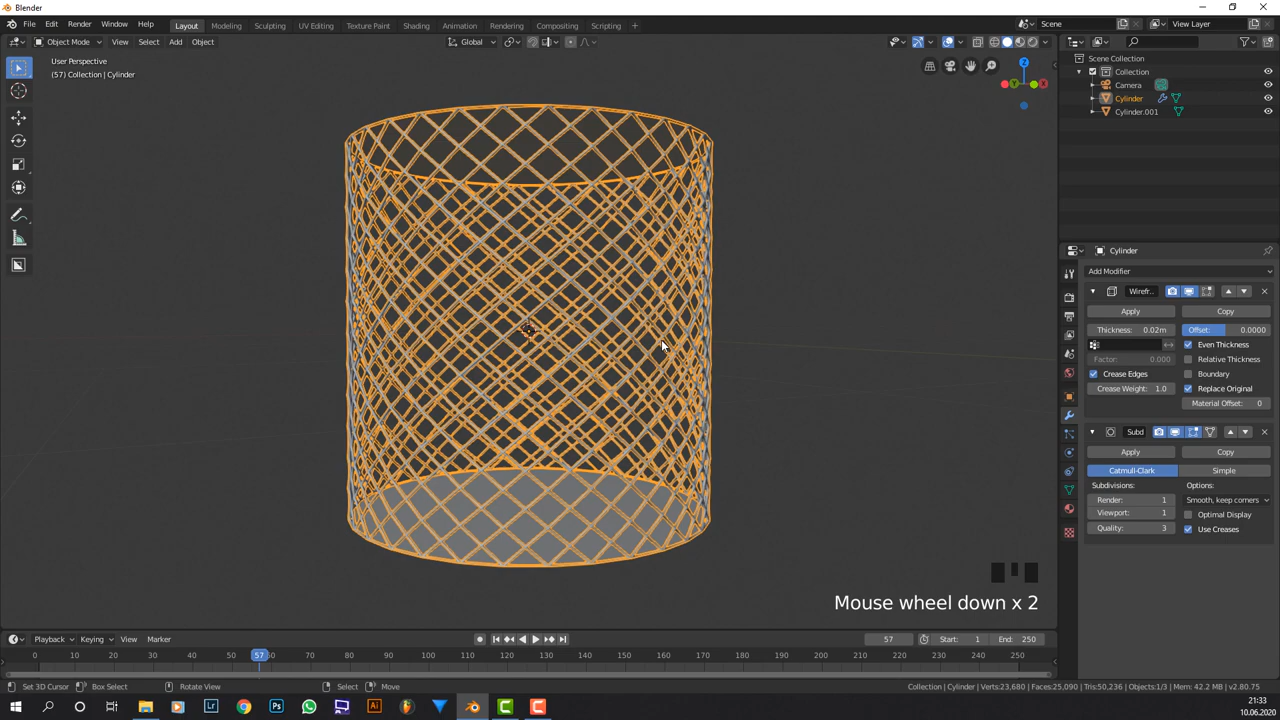 Blender
File Edit Render Window Help Layout Modeling Sculpting UV Editing Texture Paint Shading Animation Rendering Compositing Scripting + Scene View Layer
Object Mode View Select Add Object Global
User Perspective
(57) Collection | Cylinder
Z
Y X
Scene Collection
Collection
Camera
Cylinder
Cylinder.001
Cylinder
Add Modifier
Wirefr..
Apply Copy
Thickness: 0.02m Offset: 0.0000
Even Thickness
Factor: 0.000 Relative Thickness
Crease Edges Boundary
Crease Weight: 1.0 Replace Original
Material Offset: 0
Subd
Apply Copy
Catmull-Clark Simple
Subdivisions: Options:
Render: 1 Smooth, keep corners
Viewport: 1 Optimal Display
Quality: 3 Use Creases
Mouse wheel down x 2
Playback Keying View Marker 57 Start: 1 End: 250
0 10 20 30 40 50 57 60 70 80 90 100 110 120 130 140 150 160 170 180 190 200 210 220 230 240 250
Set 3D Cursor Box Select Rotate View Select Move Collection | Cylinder | Verts:23,680 | Faces:25,090 | Tris:50,236 | Objects:1/3 | Mem: 42.2 MB | v2.80.75
21:33
10.06.2020